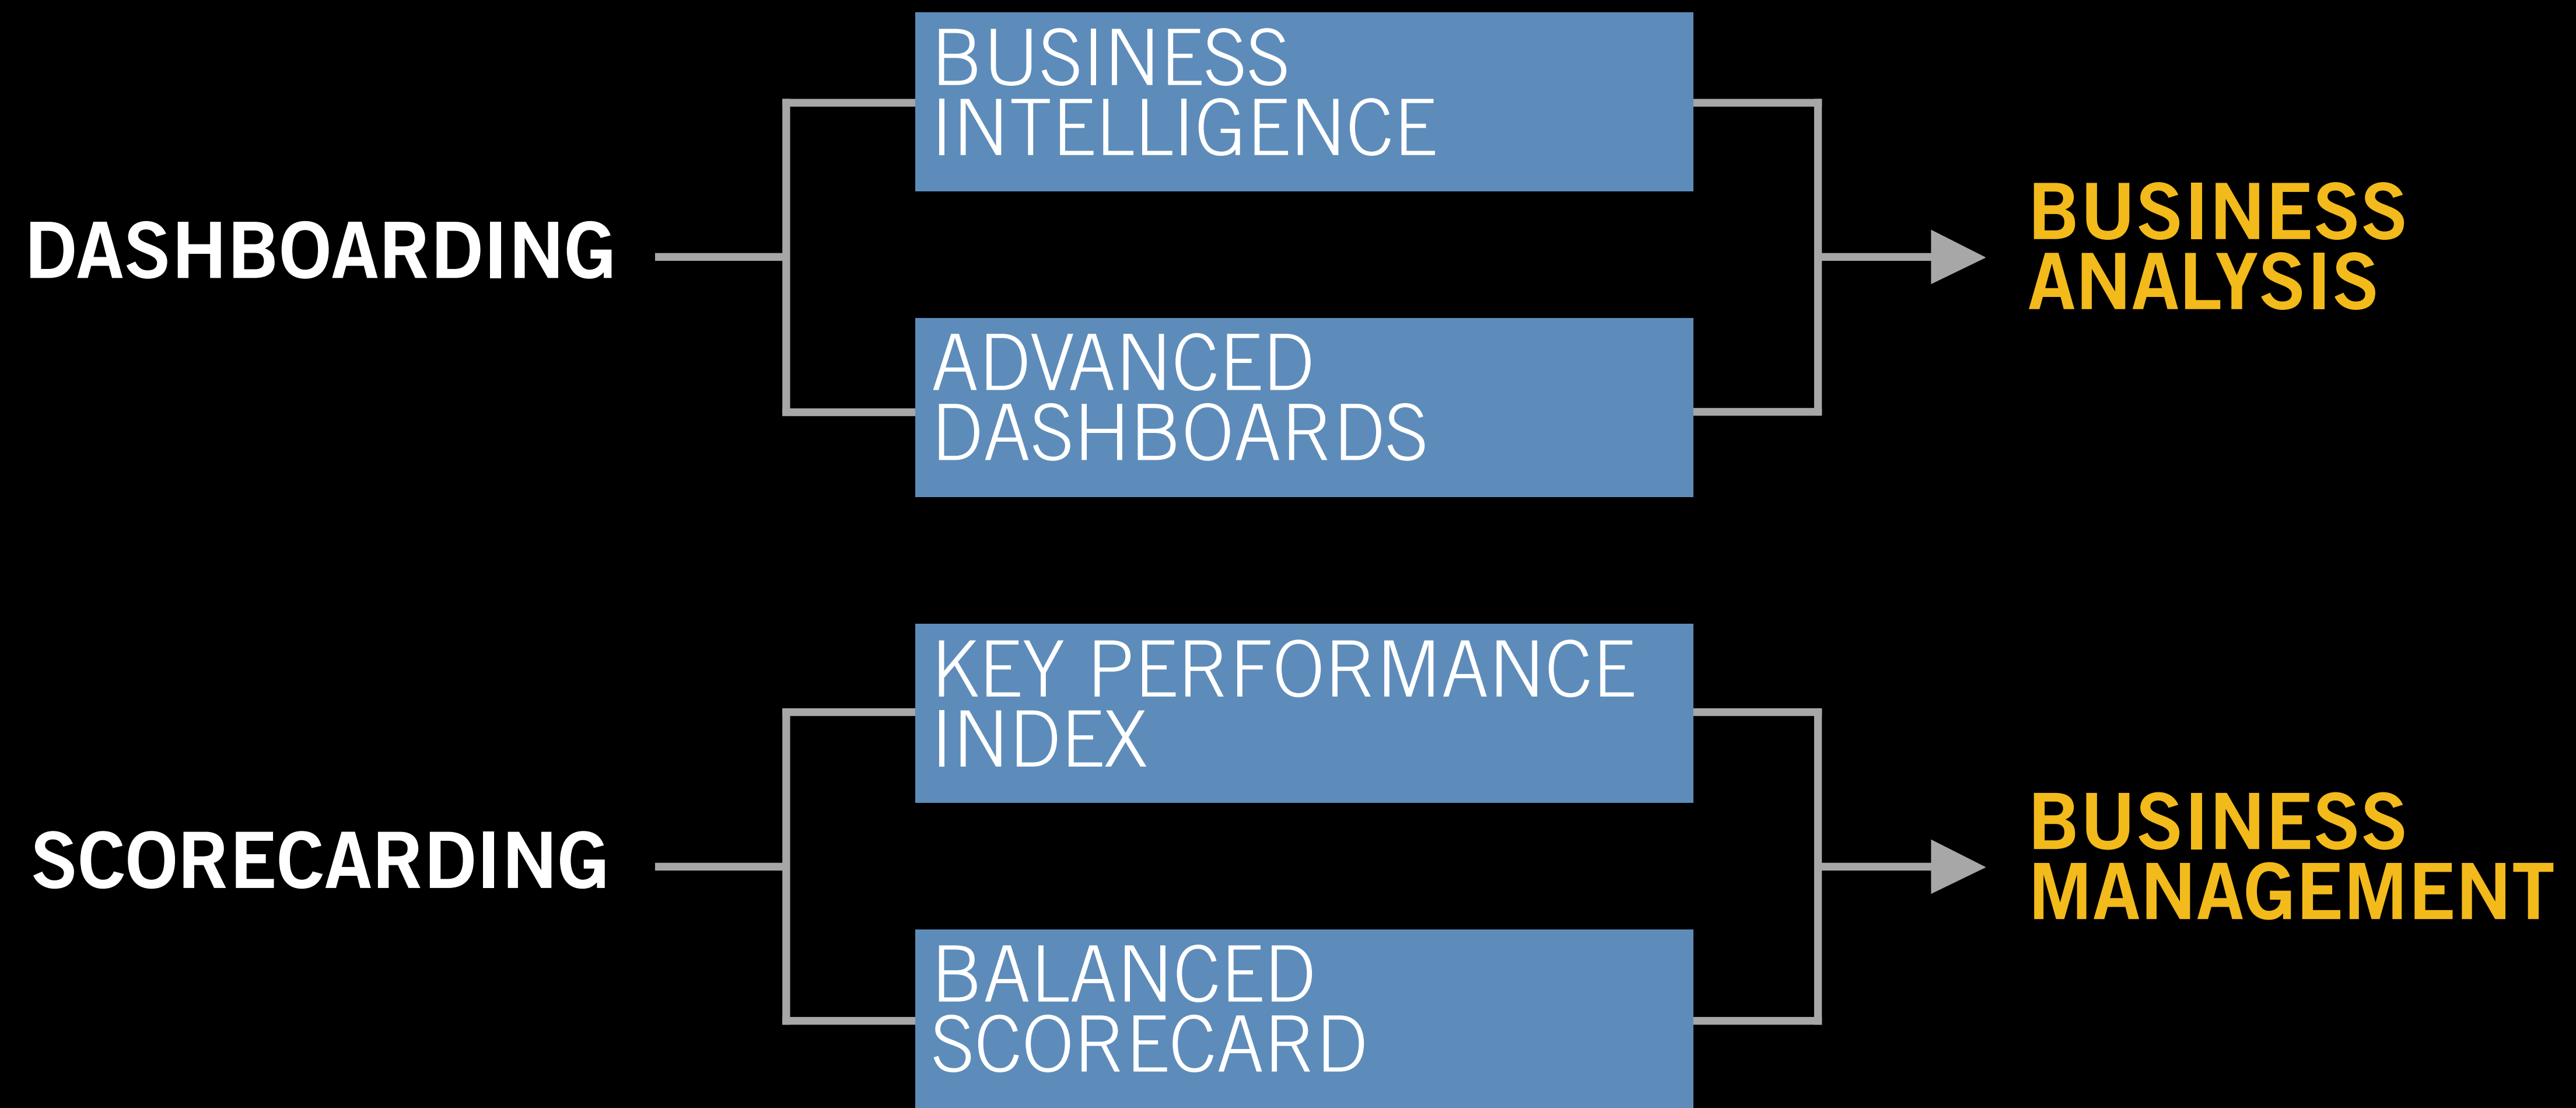 DASHBOARDING
BUSINESS
INTELLIGENCE
ADVANCED
DASHBOARDS
BUSINESS
ANALYSIS
SCORECARDING
KEY PERFORMANCE
INDEX
BALANCED
SCORECARD
BUSINESS
MANAGEMENT